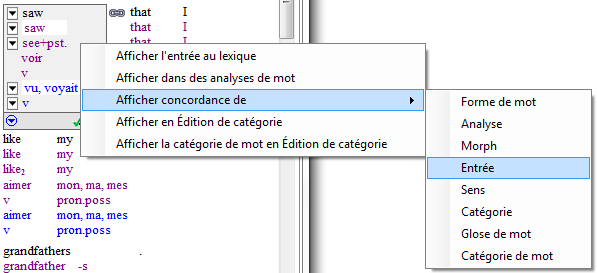 saw that I
saw that I
see+pst. that I
voir
v
vu, voyait
v
like my
like my
like₂ my
aimer mon, ma, mes
v pron.poss
aimer mon, ma, mes
v pron.poss
grandfathers .
grandfather -s
Afficher l'entrée au lexique
Afficher dans des analyses de mot
Afficher concordance de
Afficher en Édition de catégorie
Afficher la catégorie de mot en Édition de catégorie
Forme de mot
Analyse
Morph
Entrée
Sens
Catégorie
Glose de mot
Catégorie de mot